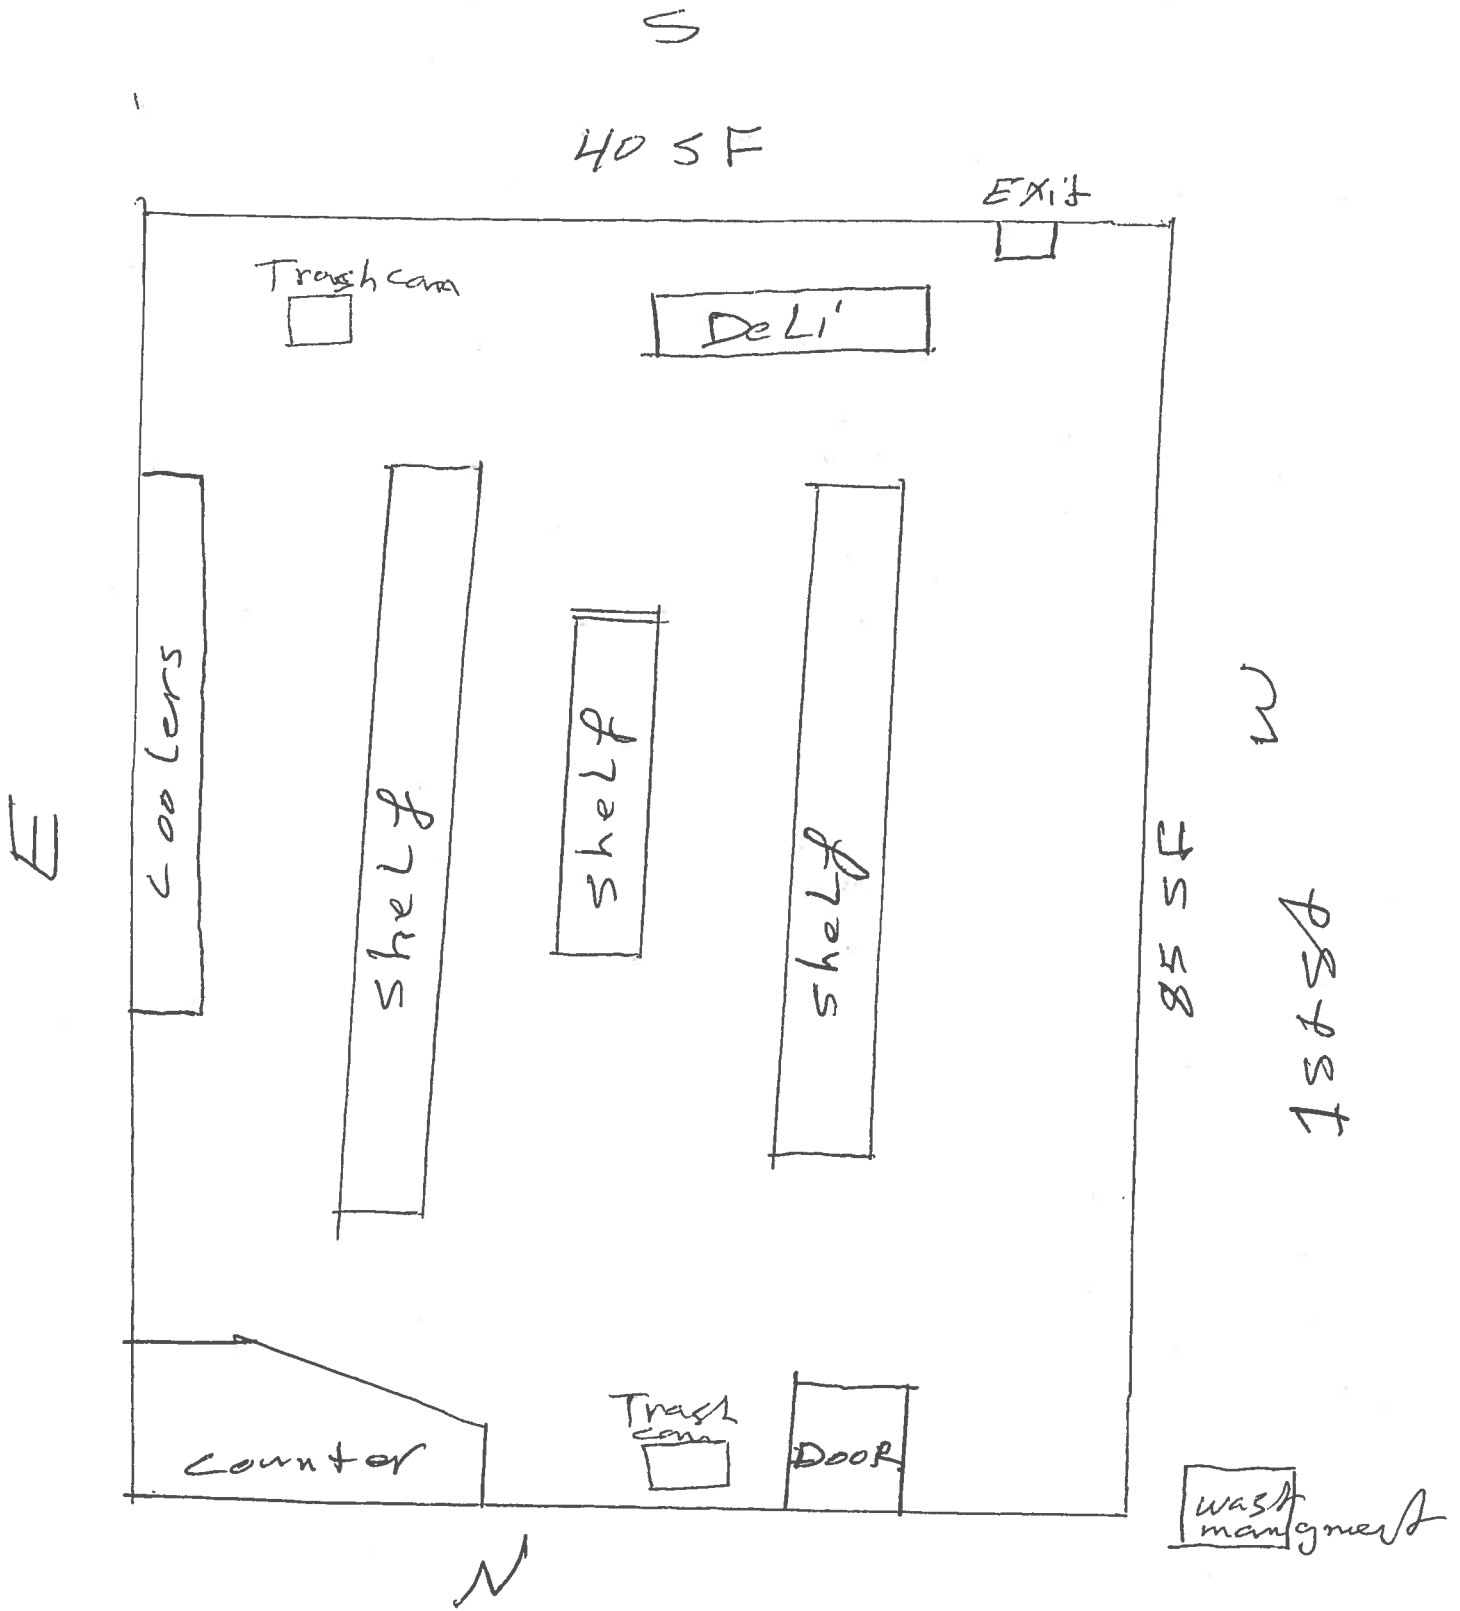 S
40 SF
Exit
Trash can
DeLi
Coolers
SheLf
SheLf
SheLf
E
W
85 SF
1st st
Trash
can
DOOR
Counter
wast
managment
N